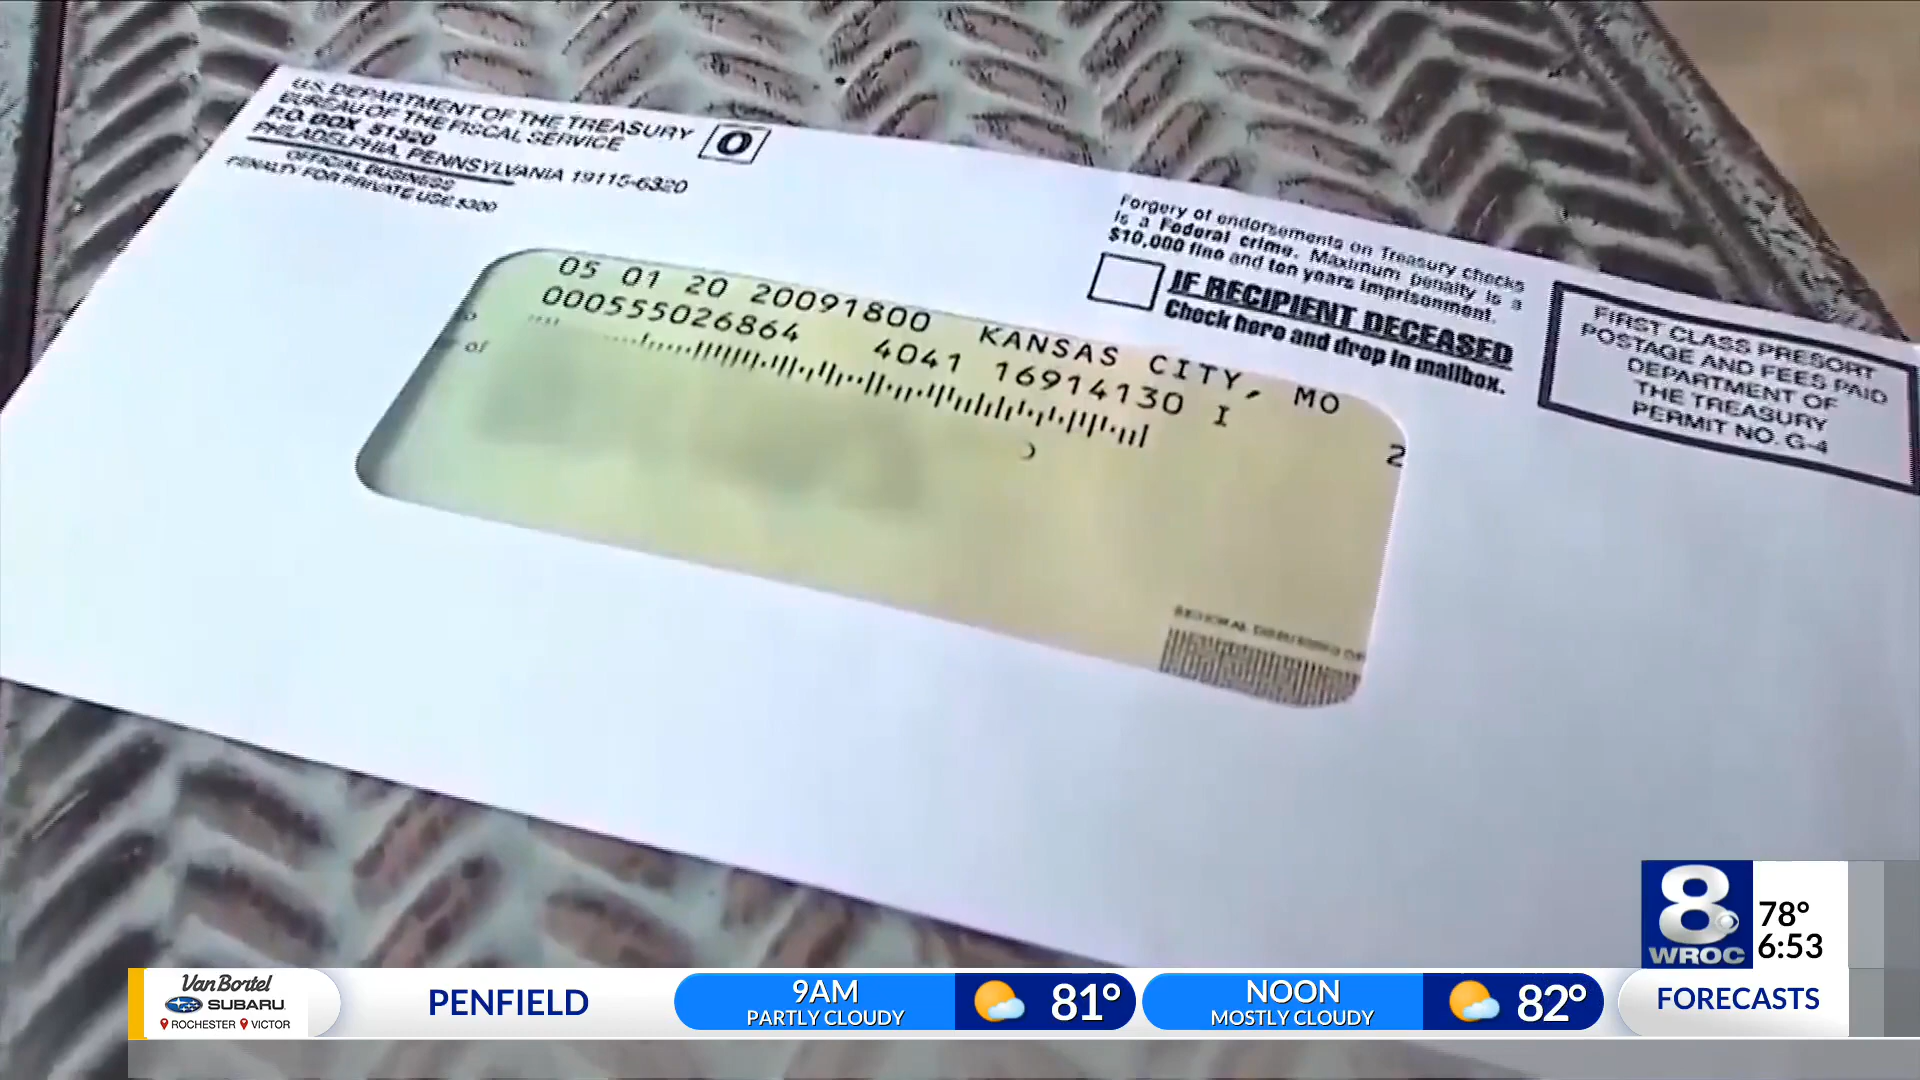 U.S. DEPARTMENT OF THE TREASURY
BUREAU OF THE FISCAL SERVICE
P.O. BOX 51320
PHILADELPHIA, PENNSYLVANIA 19115-6320
OFFICIAL BUSINESS
PENALTY FOR PRIVATE USE $300
O
Forgery of endorsements on Treasury checks
is a Federal crime. Maximum penalty is a
$10,000 fine and ten years imprisonment.
IF RECIPIENT DECEASED
Check here and drop in mailbox.
FIRST CLASS PRESORT
POSTAGE AND FEES PAID
DEPARTMENT OF
THE TREASURY
PERMIT NO. G-4
05 01 20 20091800 KANSAS CITY, MO
000555026864 4041 16914130 I
2
of
REGIONAL DISBURSING
8
WROC
78°
6:53
Van Bortel
SUBARU
ROCHESTER VICTOR
PENFIELD
9AM
PARTLY CLOUDY
81°
NOON
MOSTLY CLOUDY
82°
FORECASTS